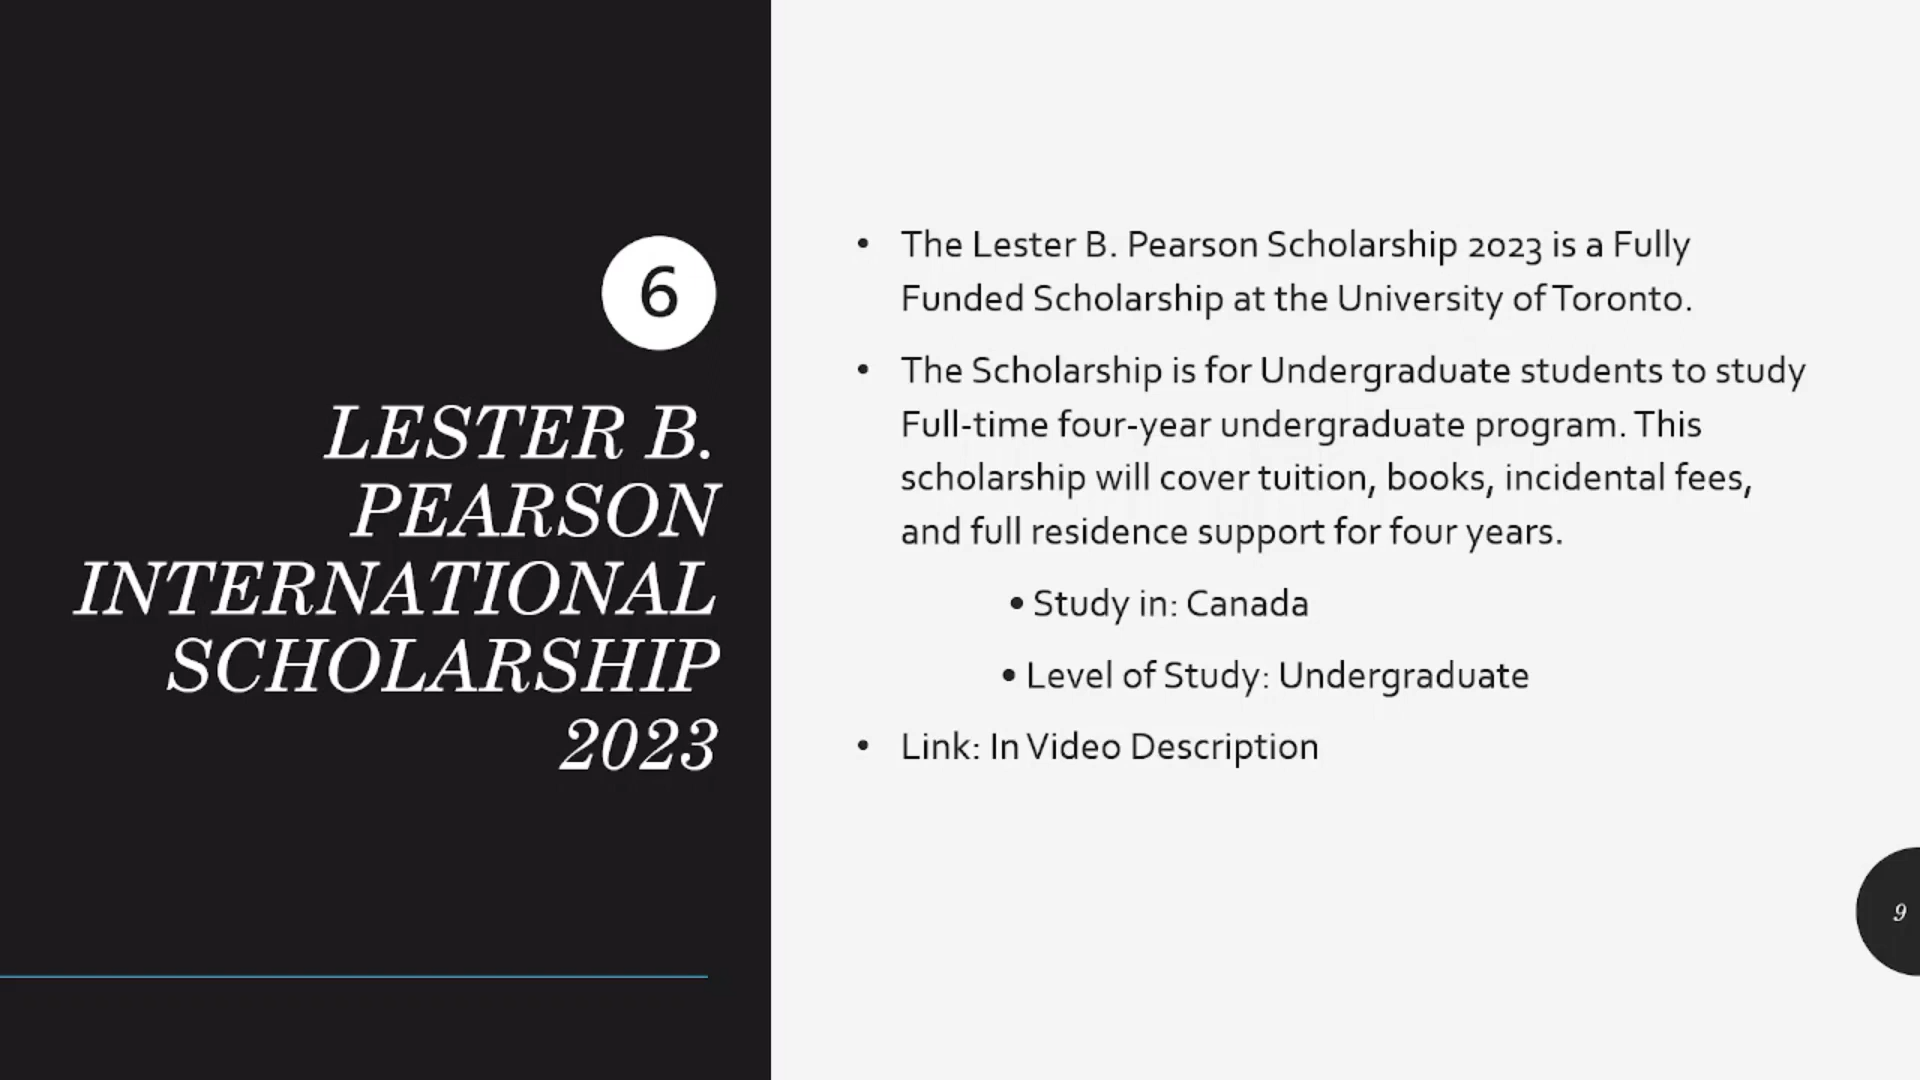 6
LESTER B.
PEARSON
INTERNATIONAL
SCHOLARSHIP
2023
• The Lester B. Pearson Scholarship 2023 is a Fully
Funded Scholarship at the University of Toronto.
• The Scholarship is for Undergraduate students to study
Full-time four-year undergraduate program. This
scholarship will cover tuition, books, incidental fees,
and full residence support for four years.
• Study in: Canada
• Level of Study: Undergraduate
• Link: In Video Description
9